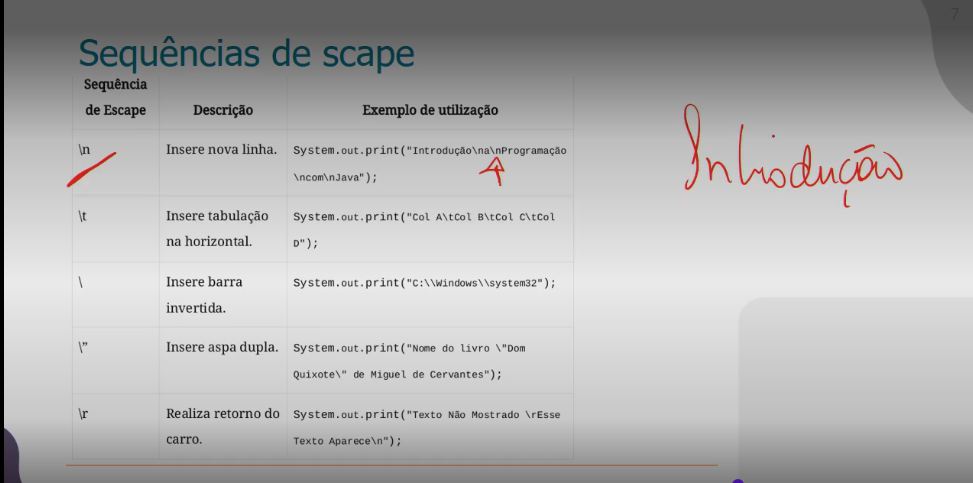 7
Sequências de scape
Sequência
de Escape
Descrição
Exemplo de utilização
\n
Insere nova linha.
System.out.print("Introdução\na\nProgramação
\ncom\nJava");
\t
Insere tabulação
na horizontal.
System.out.print("Col A\tCol B\tCol C\tCol
D");
\
Insere barra
invertida.
System.out.print("C:\\Windows\\system32");
\”
Insere aspa dupla.
System.out.print("Nome do livro \"Dom
Quixote\" de Miguel de Cervantes");
\r
Realiza retorno do
carro.
System.out.print("Texto Não Mostrado \rEsse
Texto Aparece\n");
Introdução